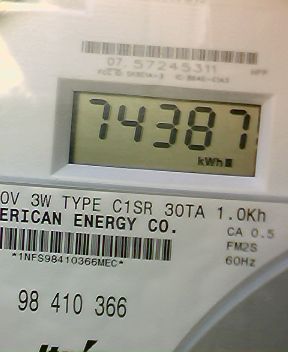 07. 57245311
74387
kWh
0V 3W TYPE C1SR 30TA 1.0Kh
ERICAN ENERGY CO.
CA 0.5
FM2S
*1NFS98410366MEC*
60Hz
98 410 366